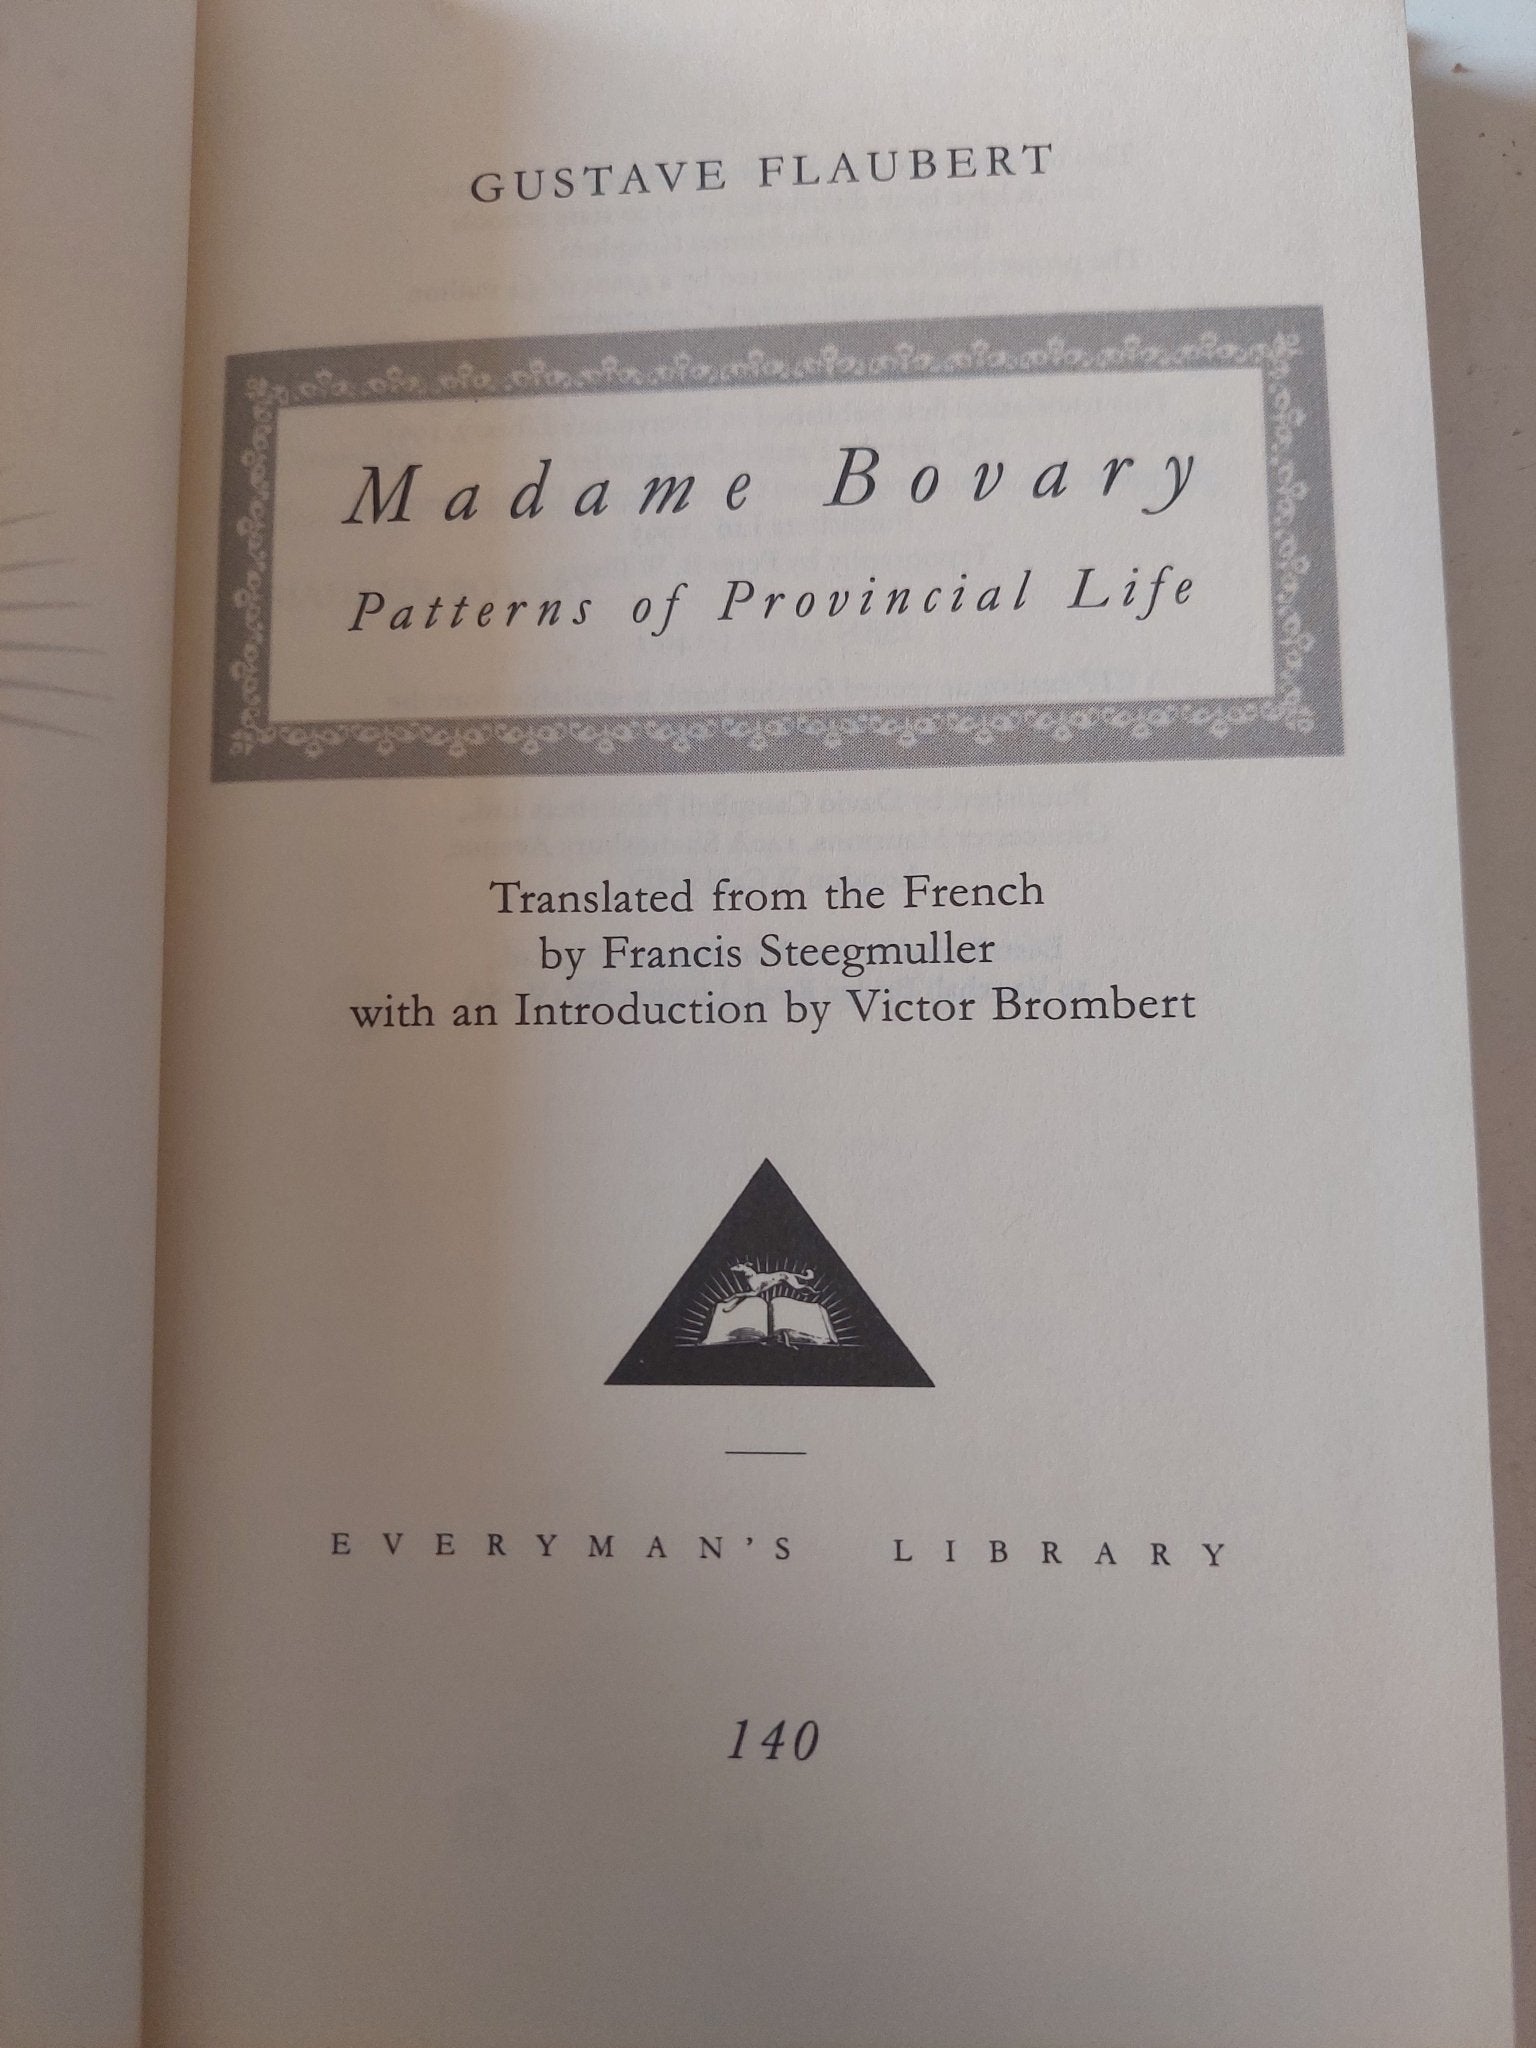 GUSTAVE FLAUBERT
Madame Bovary
Patterns of Provincial Life
Translated from the French
by Francis Steegmuller
with an Introduction by Victor Brombert
EVERYMAN'S LIBRARY
140